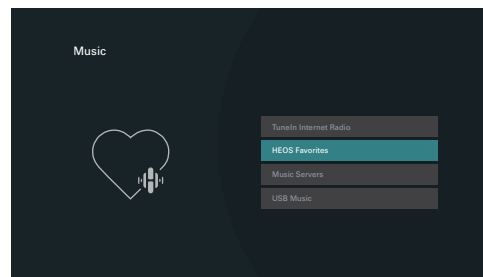 Music
TuneIn Internet Radio
HEOS Favorites
Music Servers
USB Music